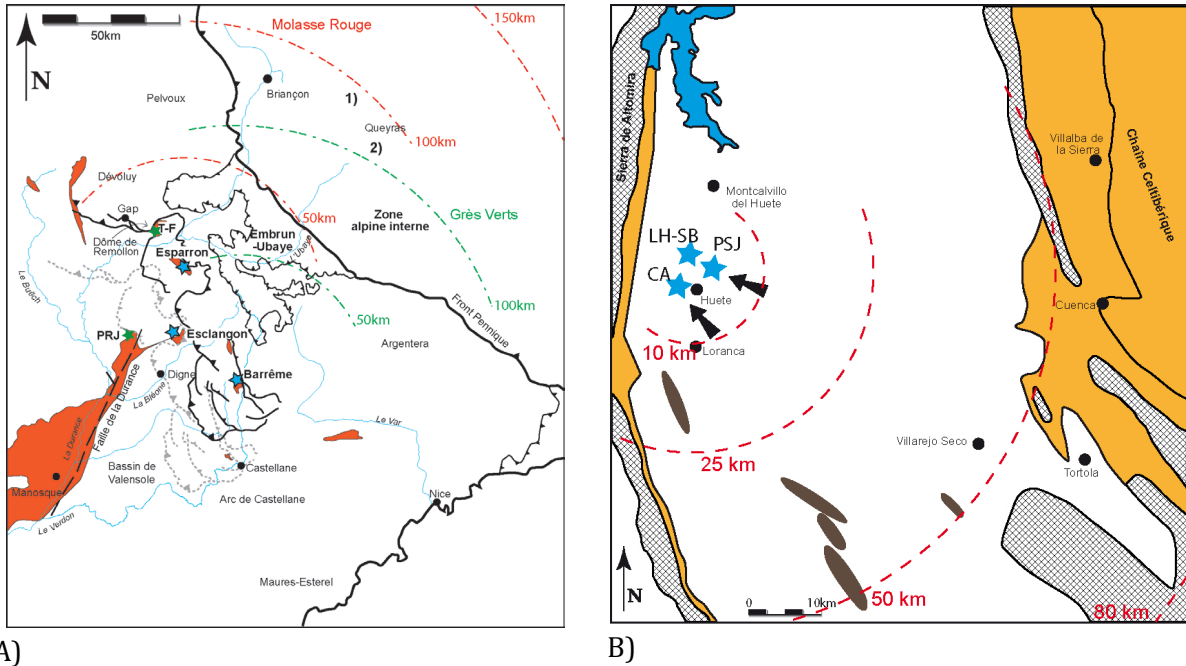 Molasse Rouge
150km
50km
N
Briançon
Pelvoux
1)
Queyras
100km
2)
Dévoluy
Grès Verts
50km
Gap
T-F
Embrun
-Ubaye
Zone
alpine interne
Dôme de
Remollon
Esparron
L'Ubaye
Le Buëch
100km
50km
Front Pennique
PRJ
Esclangon
Argentera
Digne
Barrême
La Bléone
Faille de la Durance
La Durance
Le Var
Bassin de
Valensole
Castellane
Manosque
Arc de Castellane
Nice
Le Verdon
Maures-Esterel
A)
Sierra de Altomira
Villalba de
la Sierra
Chaîne Celtibérique
Montcalvillo
del Huete
LH-SB
PSJ
CA
Huete
Cuenca
10 km
Loranca
Villarejo Seco
25 km
Tortola
N
0
10km
50 km
80 km
B)